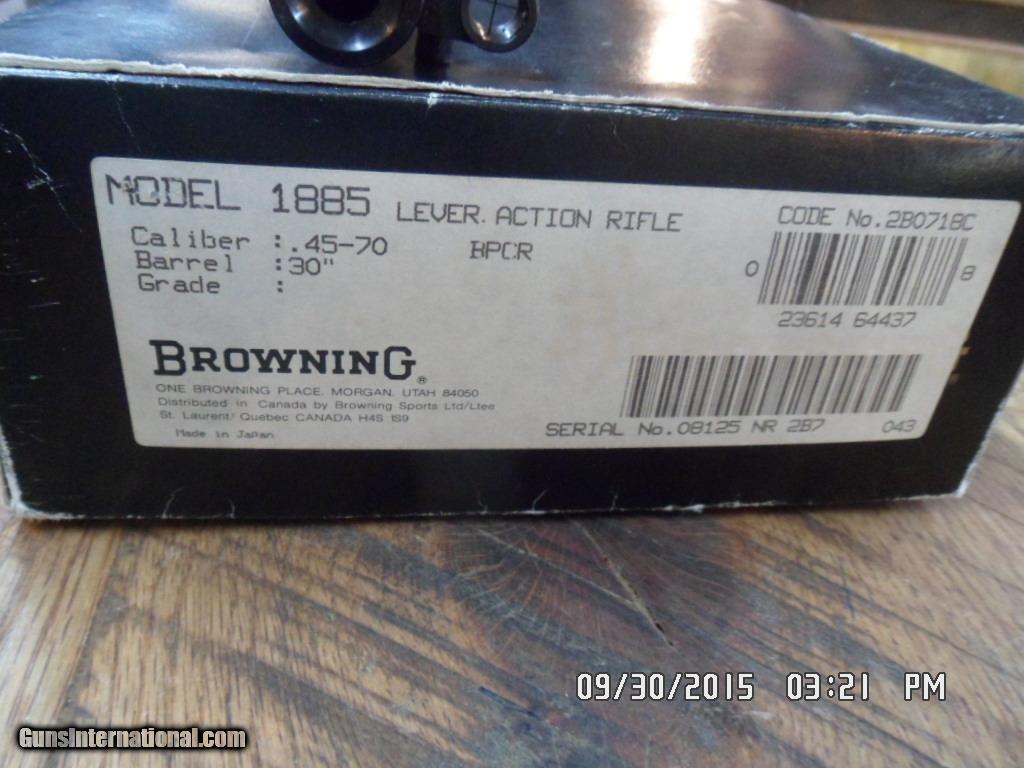 MODEL 1885 LEVER ACTION RIFLE
CODE No.2B0718C
Caliber :.45-70 BPCR
Barrel :30"
Grade :
0 8
23614 64437
BROWNING®
ONE BROWNING PLACE, MORGAN, UTAH 84050
Distributed in Canada by Browning Sports Ltd/Ltee
St. Laurent, Quebec CANADA H4S 1S9
Made in Japan
SERIAL No.08125 NR 2B7 043
09/30/2015 03:21 PM
GunsInternational.com